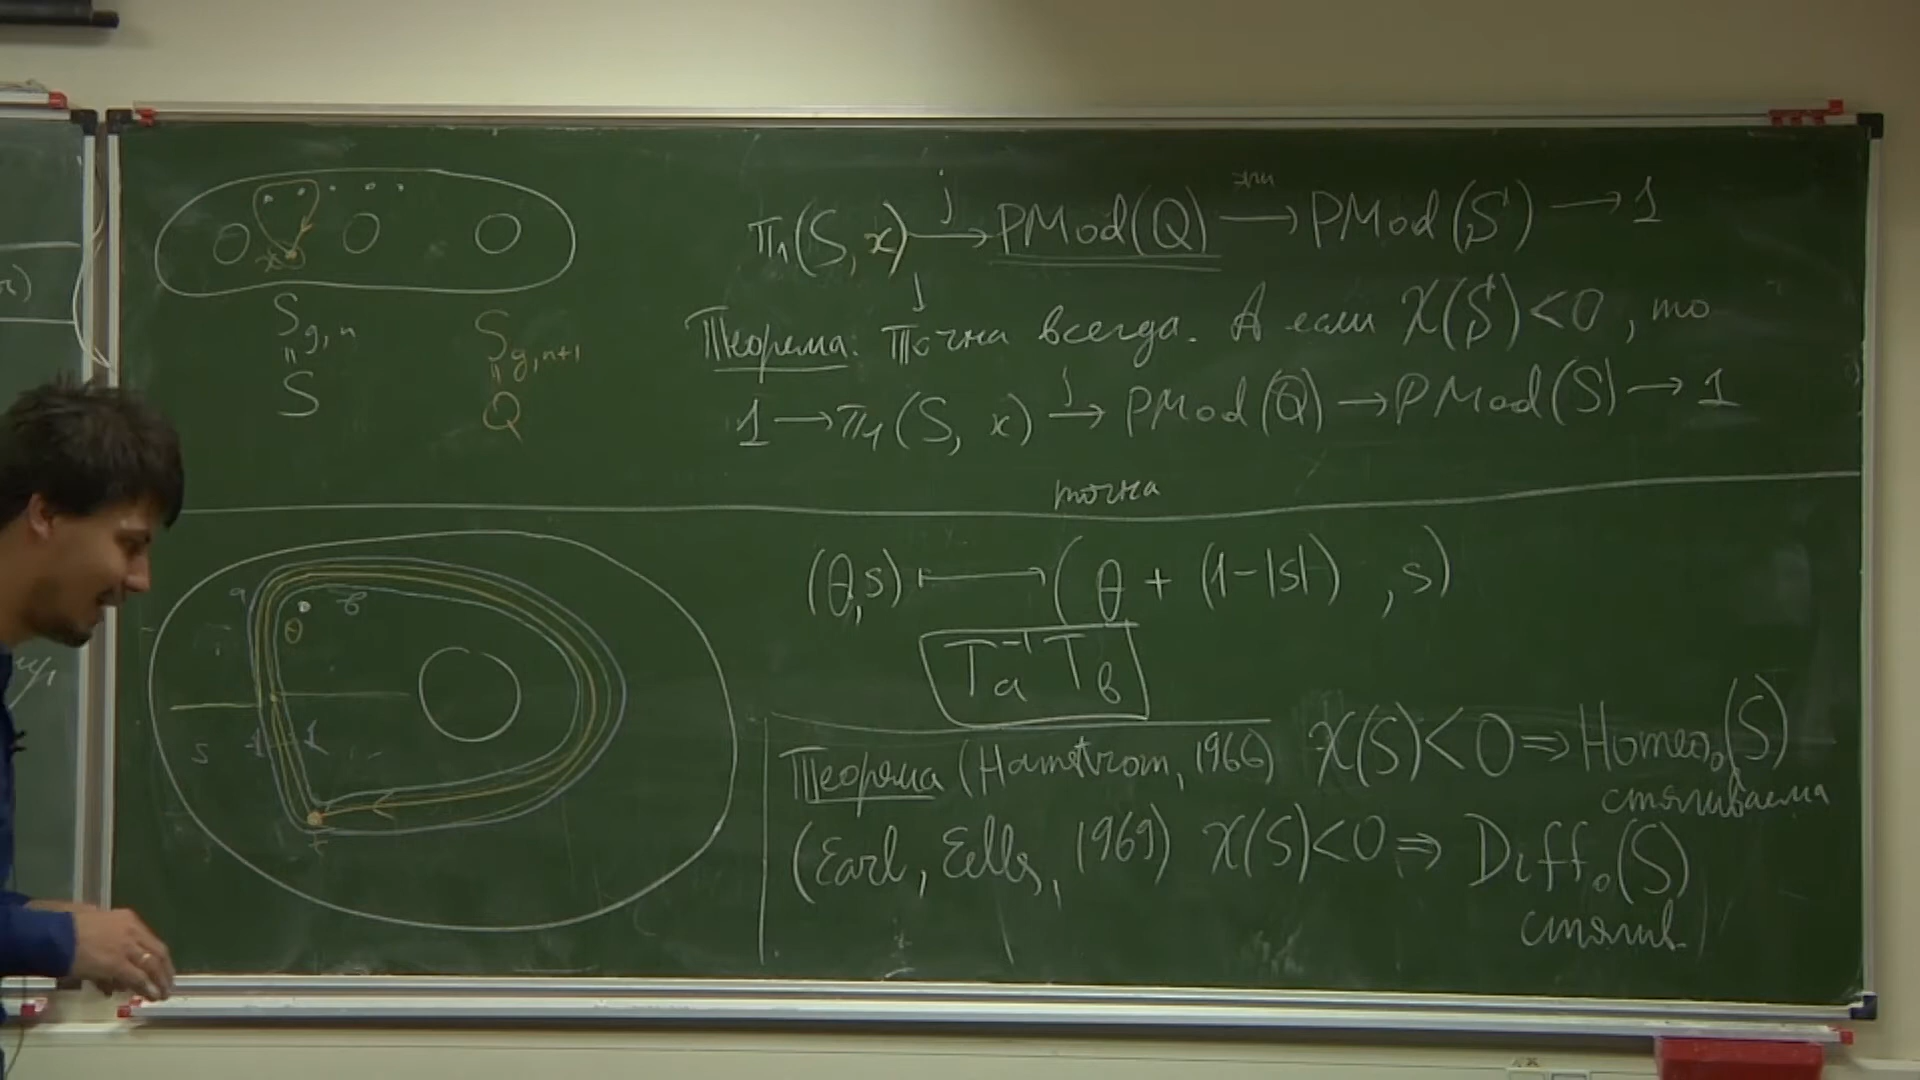 π₁(S, x) →ʲ PMod(Q) → PMod(S) → 1
Теорема: Точна всегда. А если χ(S) < 0, то
1 → π₁(S, x) →ʲ PMod(Q) → PMod(S) → 1
точна
S_{g,n}
"
S
S_{g,n+1}
"
Q
x
(θ, s) ⟼ (θ + (1-|s|) , s)
T_a⁻¹ T_b
Теорема (Hamstrom, 1966) χ(S) < 0 ⇒ Homeo₀(S)
стягиваема
(Earl, Eells, 1969) χ(S) < 0 ⇒ Diff₀(S)
стягив.
a
b
θ
s